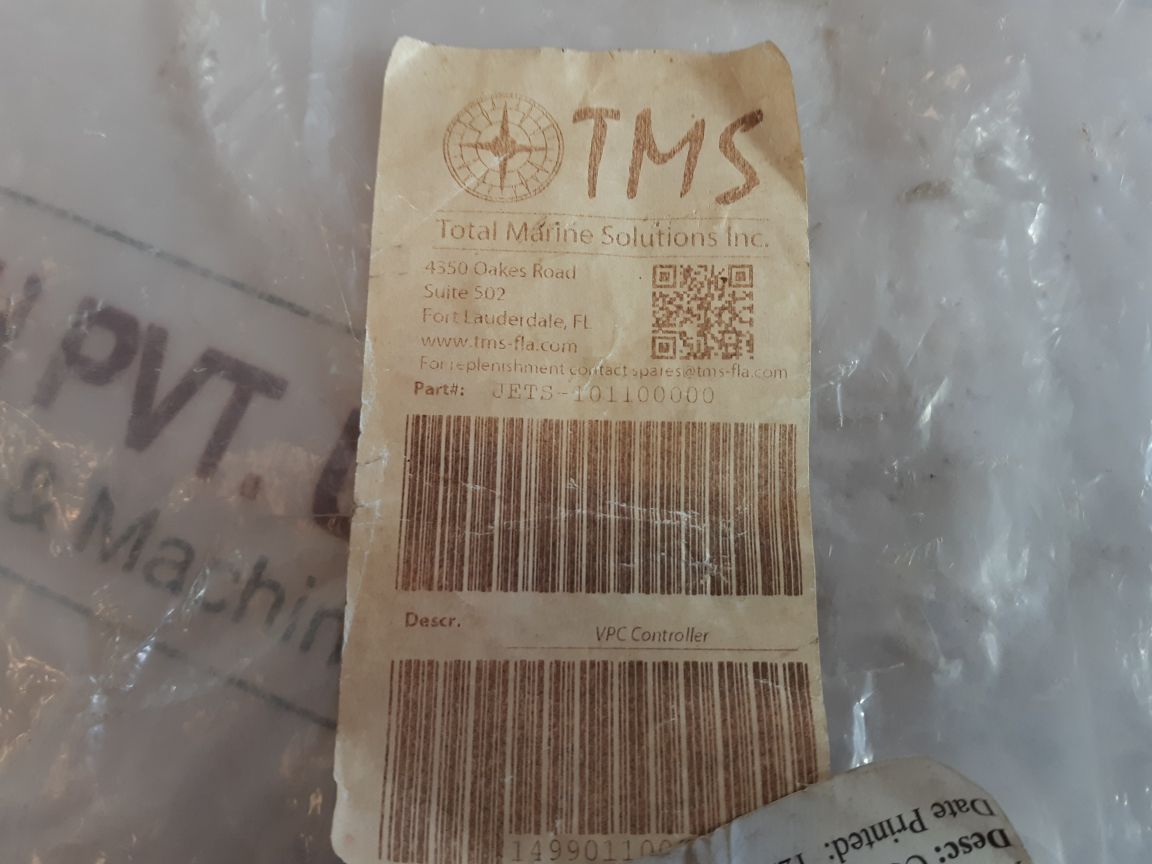 TMS
Total Marine Solutions Inc.
4350 Oakes Road
Suite 502
Fort Lauderdale, FL
www.tms-fla.com
For replenishment contact spares@tms-fla.com
Part#: JETS-101100000
Descr.
VPC Controller
PVT.
& Machin
Desc:
Date Printed: